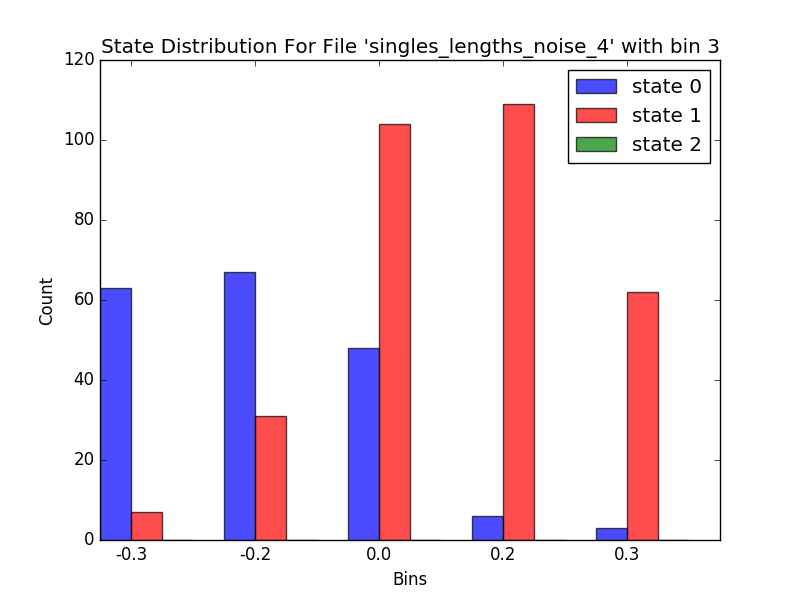 State Distribution For File 'singles_lengths_noise_4' with bin 3
120
100
80
60
40
20
0
Count
state 0
state 1
state 2
-0.3 -0.2 0.0 0.2 0.3
Bins